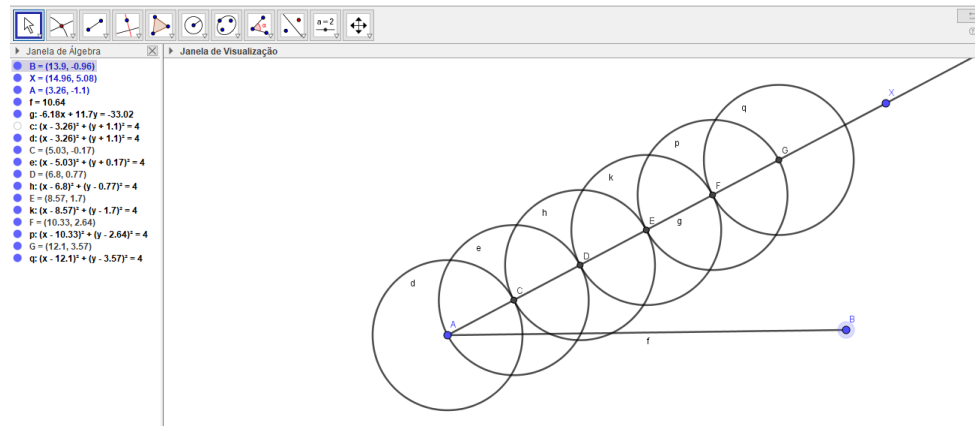 a = 2
Janela de Álgebra
Janela de Visualização
B = (13.9, -0.96)
X = (14.96, 5.08)
A = (3.26, -1.1)
f = 10.64
g: -6.18x + 11.7y = -33.02
c: (x - 3.26)² + (y + 1.1)² = 4
d: (x - 3.26)² + (y + 1.1)² = 4
C = (5.03, -0.17)
e: (x - 5.03)² + (y + 0.17)² = 4
D = (6.8, 0.77)
h: (x - 6.8)² + (y - 0.77)² = 4
E = (8.57, 1.7)
k: (x - 8.57)² + (y - 1.7)² = 4
F = (10.33, 2.64)
p: (x - 10.33)² + (y - 2.64)² = 4
G = (12.1, 3.57)
q: (x - 12.1)² + (y - 3.57)² = 4
X
q
p
G
k
F
h
E
g
e
D
d
C
A
B
f